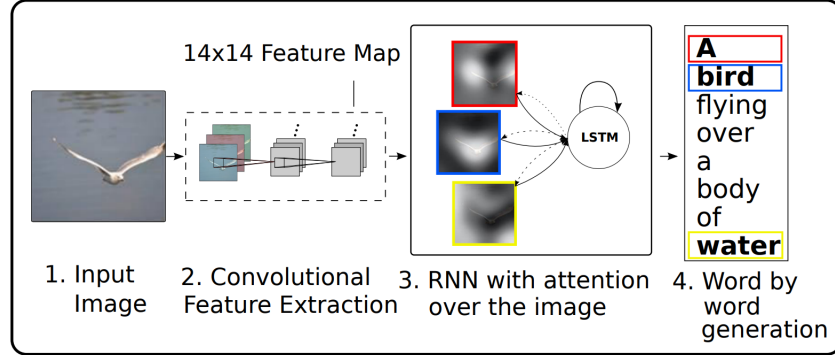 14x14 Feature Map
LSTM
A
bird
flying
over
a
body
of
water
1. Input
Image
2. Convolutional
Feature Extraction
3. RNN with attention
over the image
4. Word by
word
generation